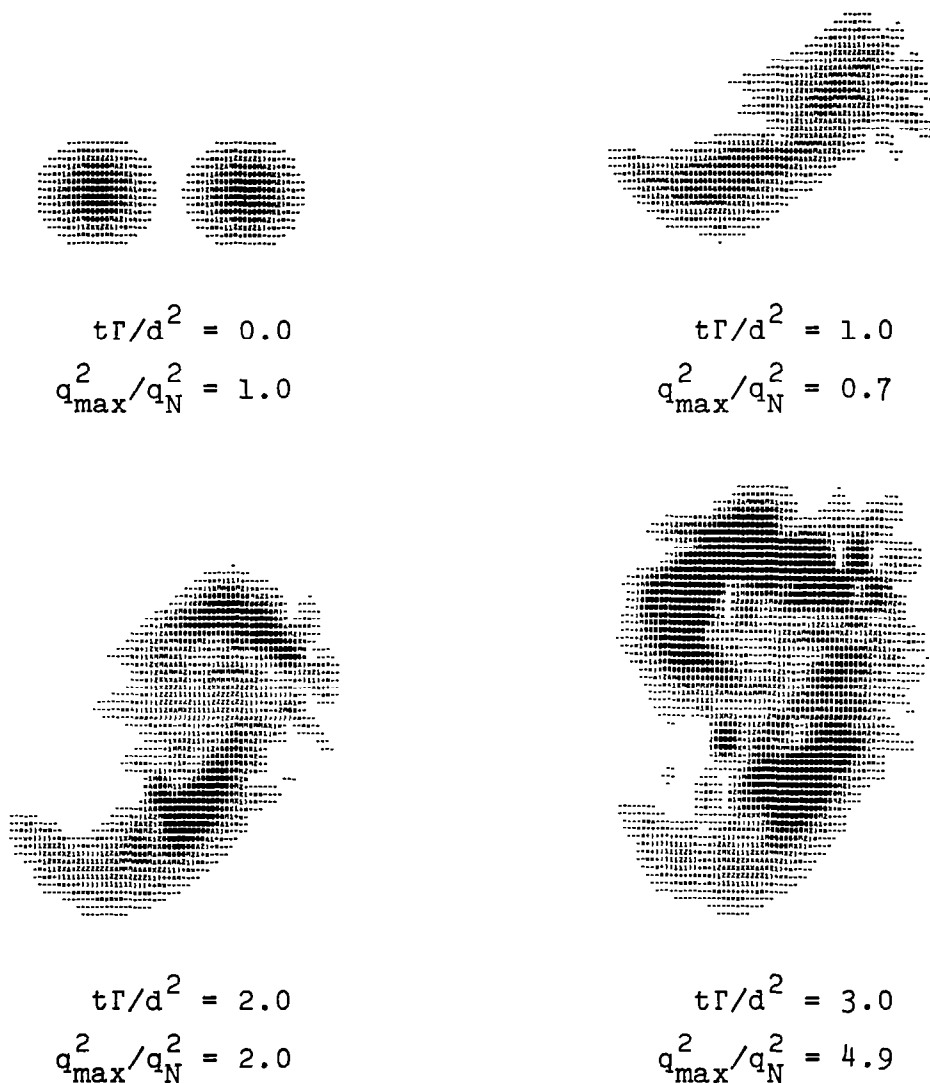 tΓ/d² = 0.0
q²max/q²N = 1.0
tΓ/d² = 1.0
q²max/q²N = 0.7
tΓ/d² = 2.0
q²max/q²N = 2.0
tΓ/d² = 3.0
q²max/q²N = 4.9